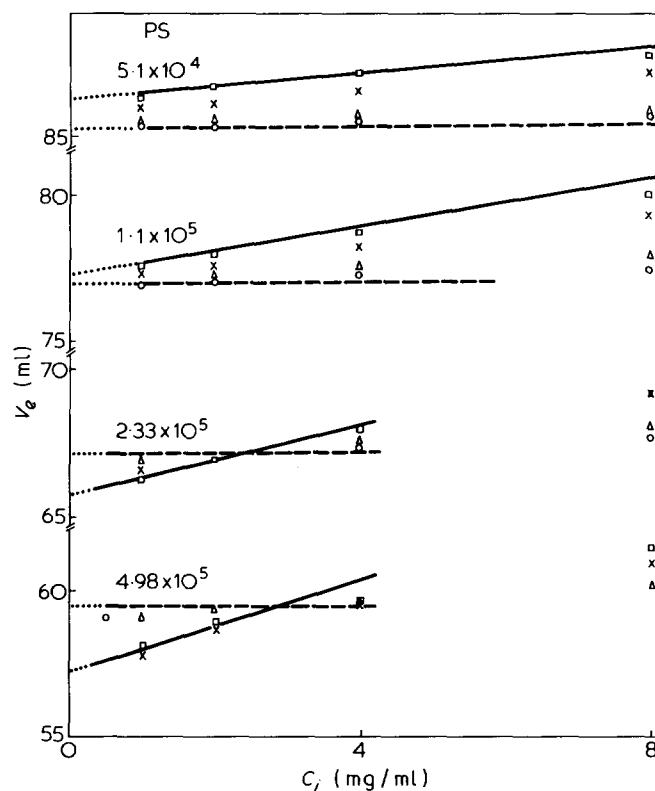 PS
5·1x10⁴
85
80
1·1x10⁵
75
70
2·33x10⁵
65
4·98x10⁵
60
55
Vₑ (ml)
0 4 8
Cᵢ (mg/ml)